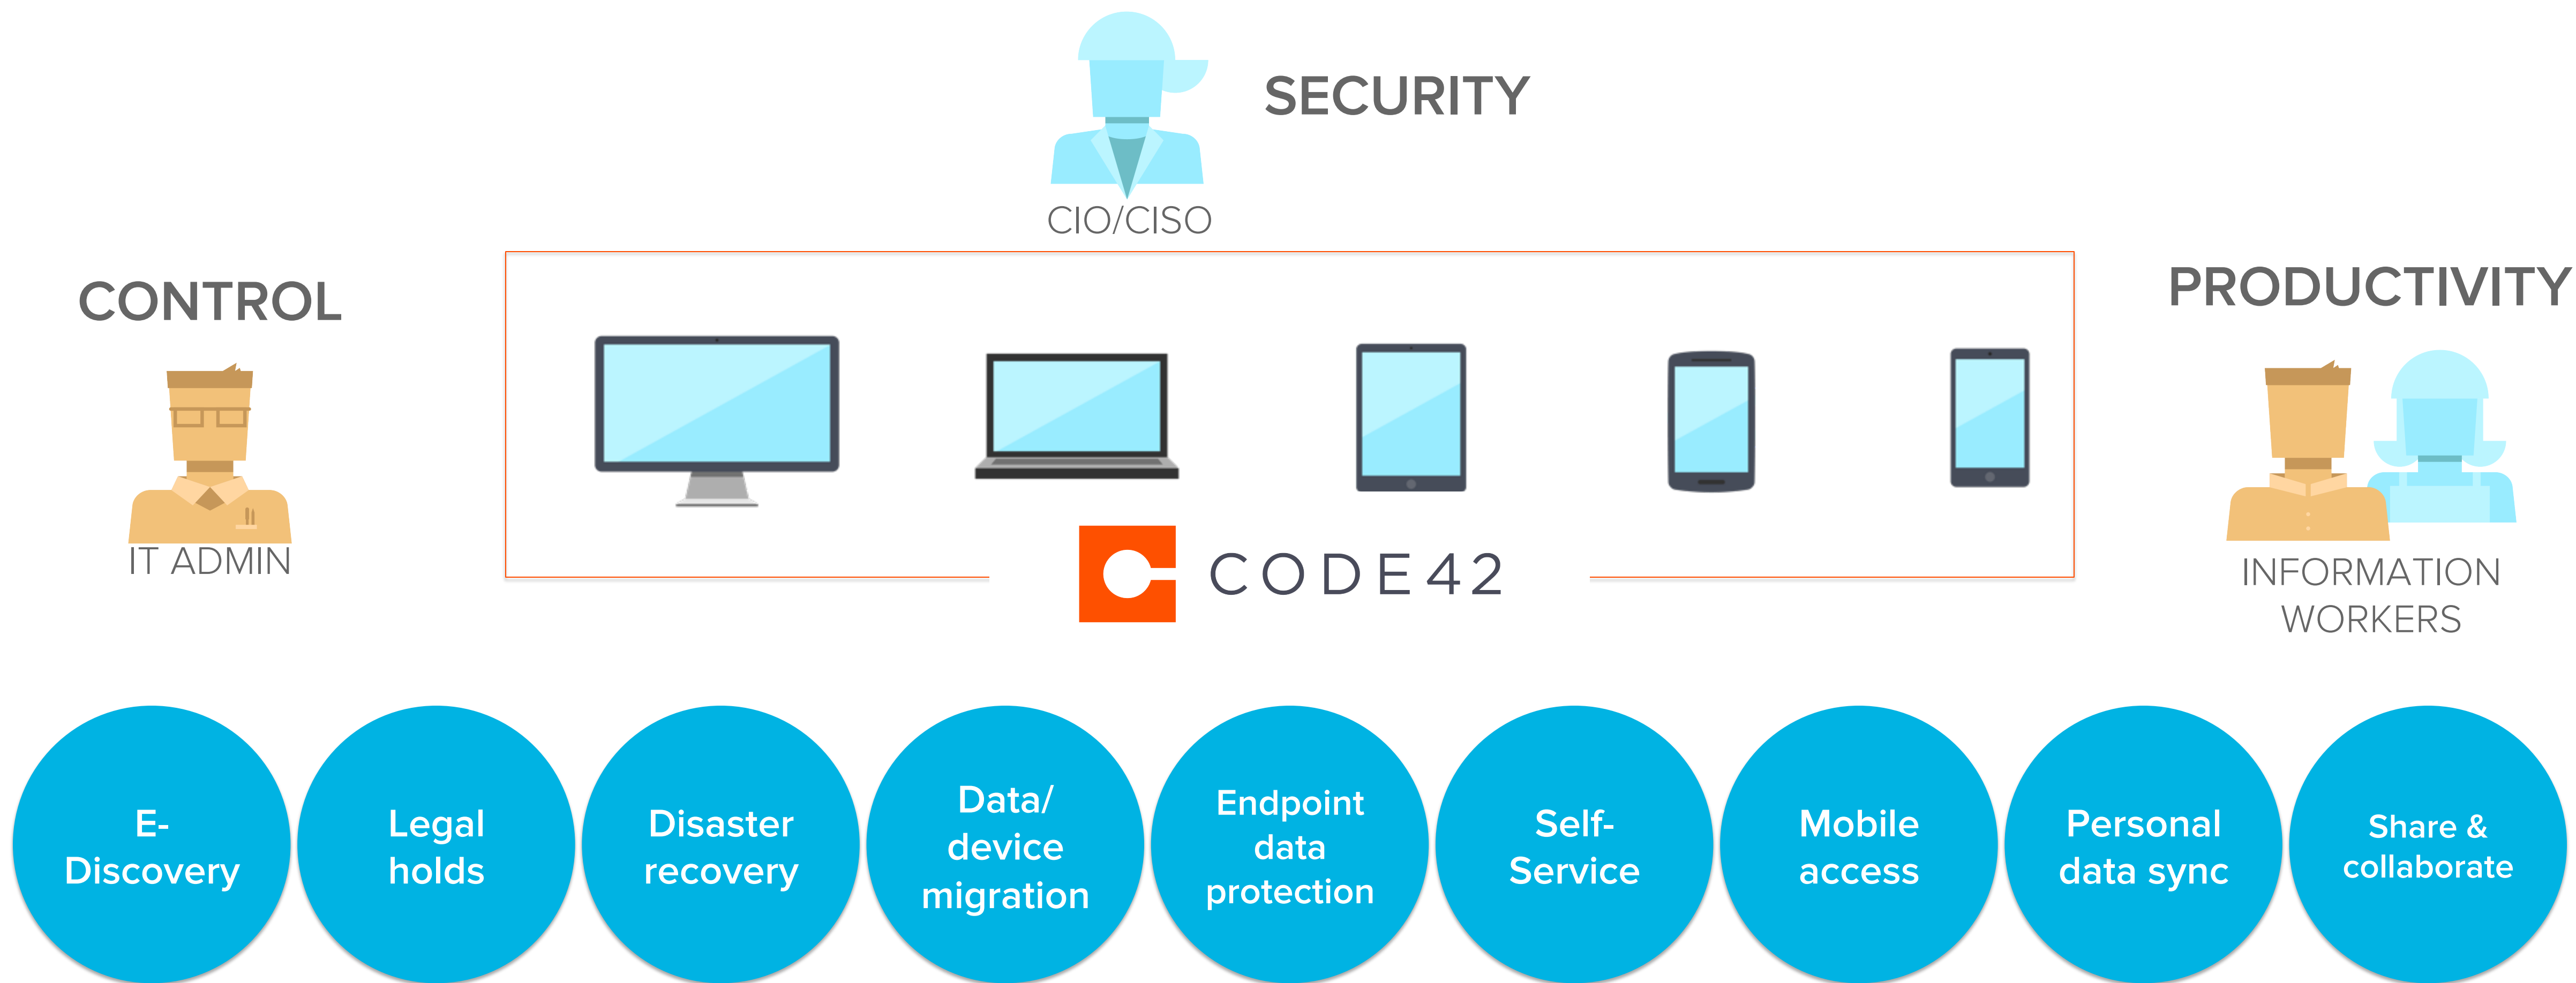 SECURITY
CIO/CISO
CONTROL
IT ADMIN
PRODUCTIVITY
INFORMATION
WORKERS
CODE42
E-
Discovery
Legal
holds
Disaster
recovery
Data/
device
migration
Endpoint
data
protection
Self-
Service
Mobile
access
Personal
data sync
Share &
collaborate